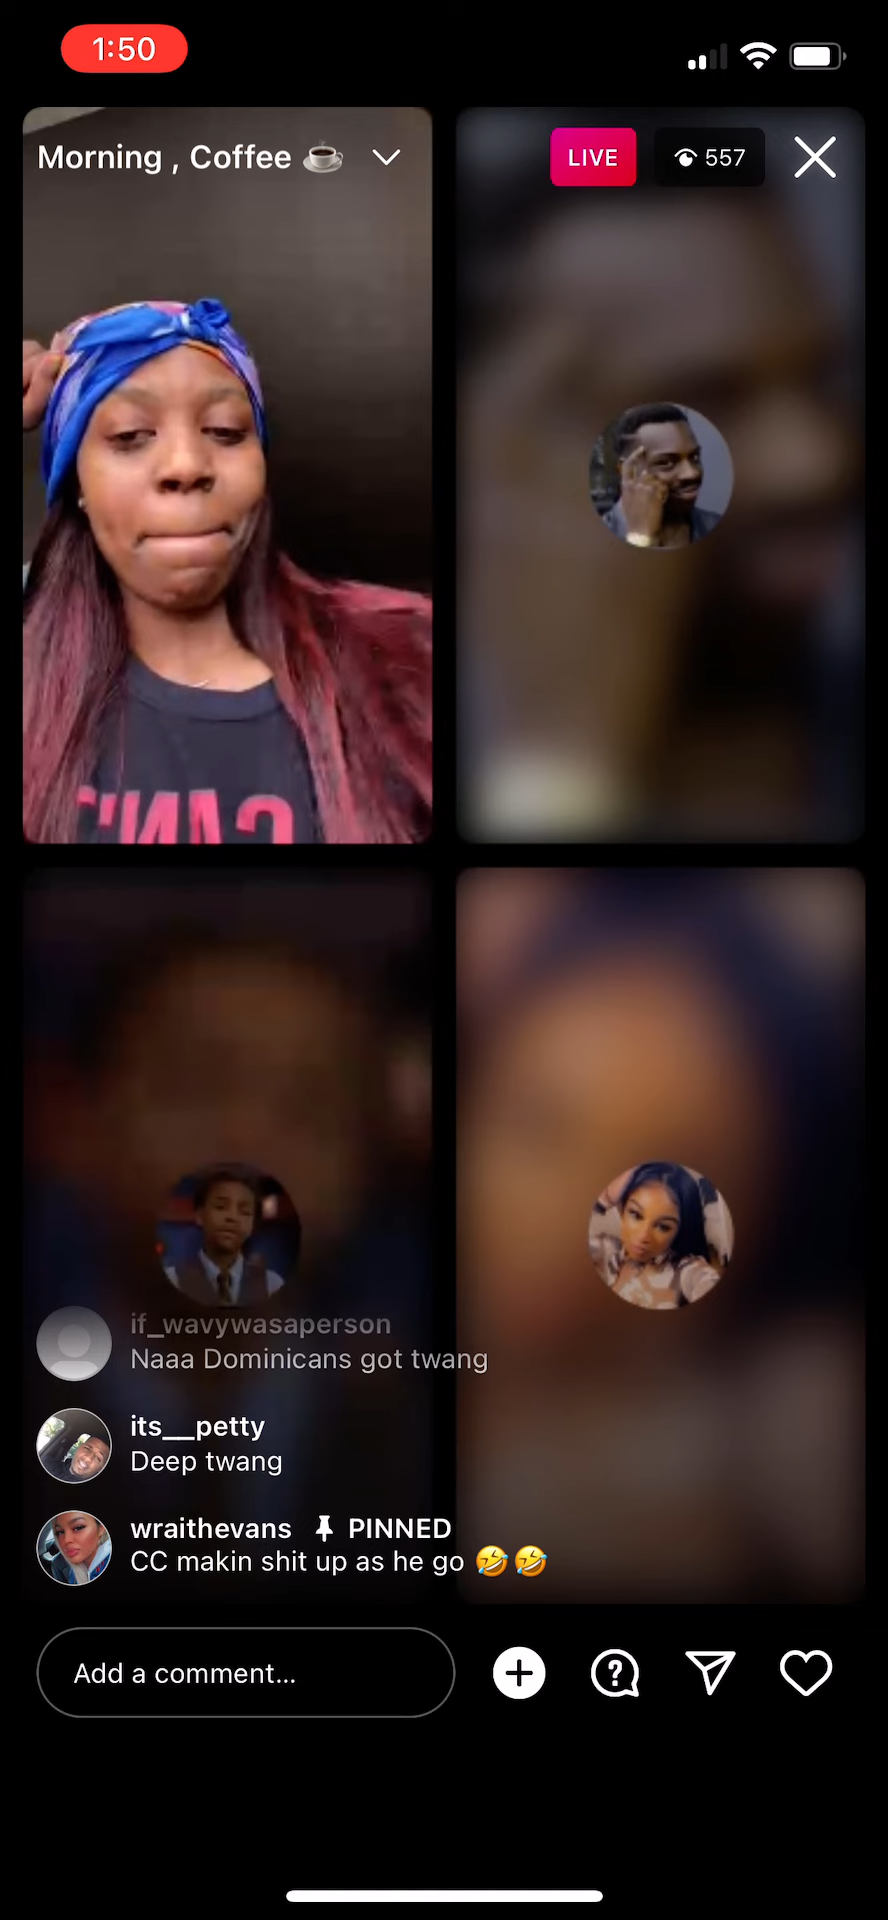 1:50
Morning , Coffee ☕
LIVE
557
CAN'T
if_wavywasaperson
Naaa Dominicans got twang
its__petty
Deep twang
wraithevans PINNED
CC makin shit up as he go 🤣🤣
Add a comment...